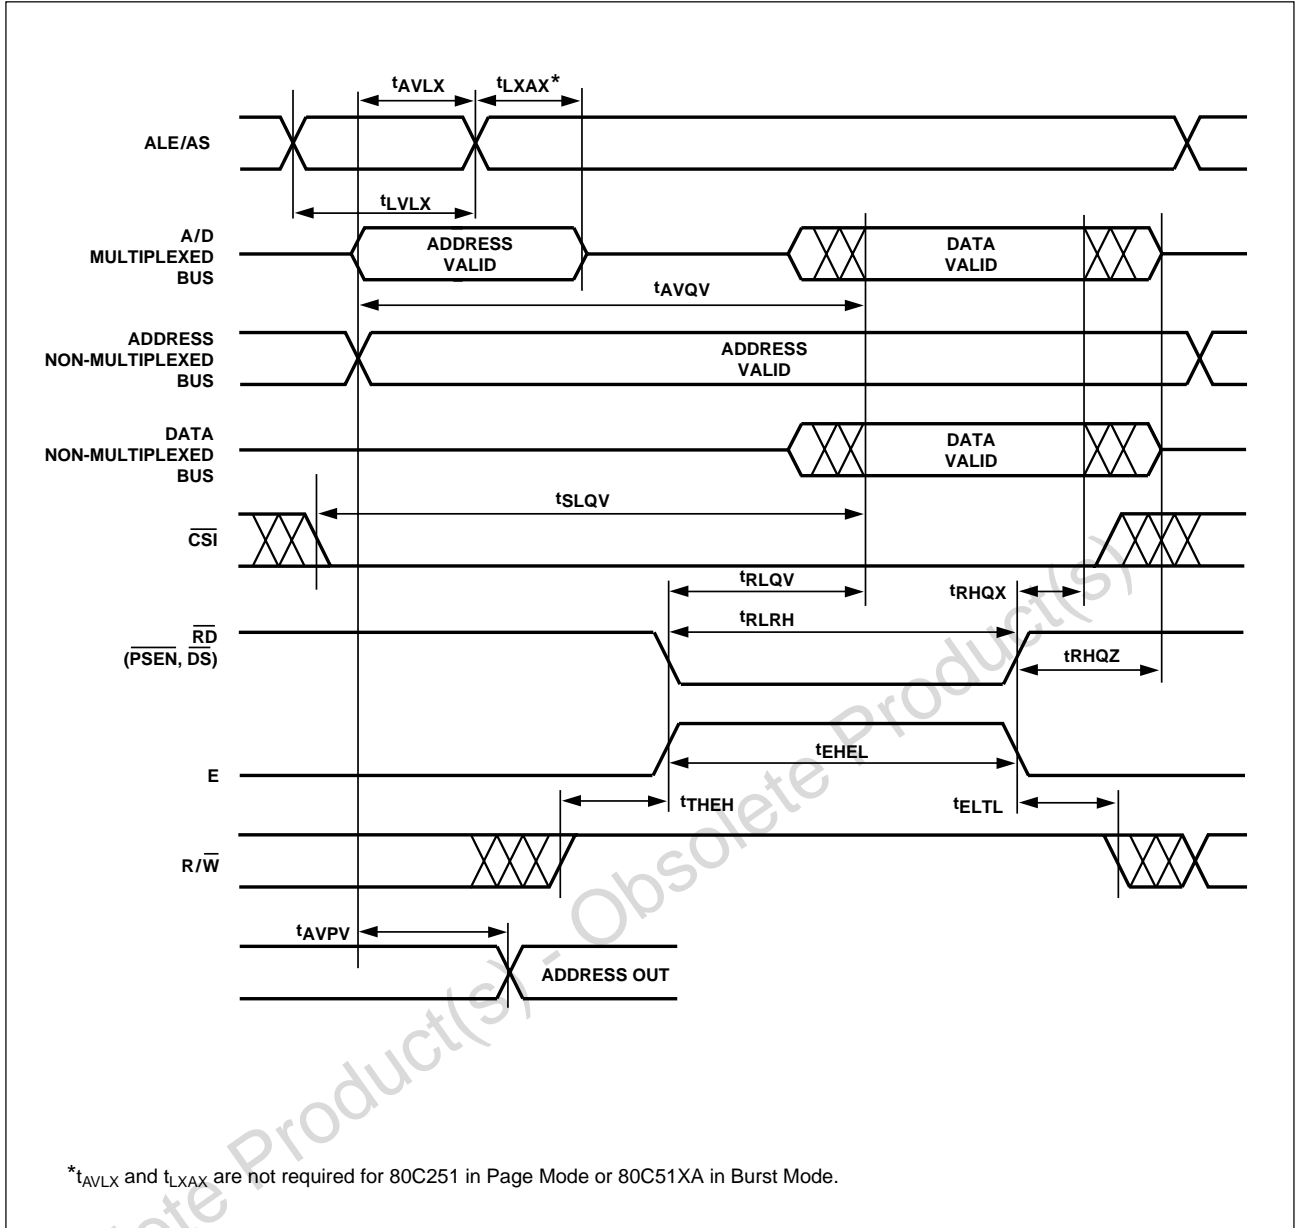 tAVLX
tLXAX*
ALE/AS
tLVLX
A/D
MULTIPLEXED
BUS
ADDRESS
VALID
DATA
VALID
tAVQV
ADDRESS
NON-MULTIPLEXED
BUS
ADDRESS
VALID
DATA
NON-MULTIPLEXED
BUS
DATA
VALID
tSLQV
CSI
tRLQV
tRHQX
tRLRH
RD
(PSEN, DS)
tRHQZ
tEHEL
E
tTHEH
tELTL
R/W
tAVPV
ADDRESS OUT
*tAVLX and tLXAX are not required for 80C251 in Page Mode or 80C51XA in Burst Mode.
lete Product(s) - Obsolete Product(s)